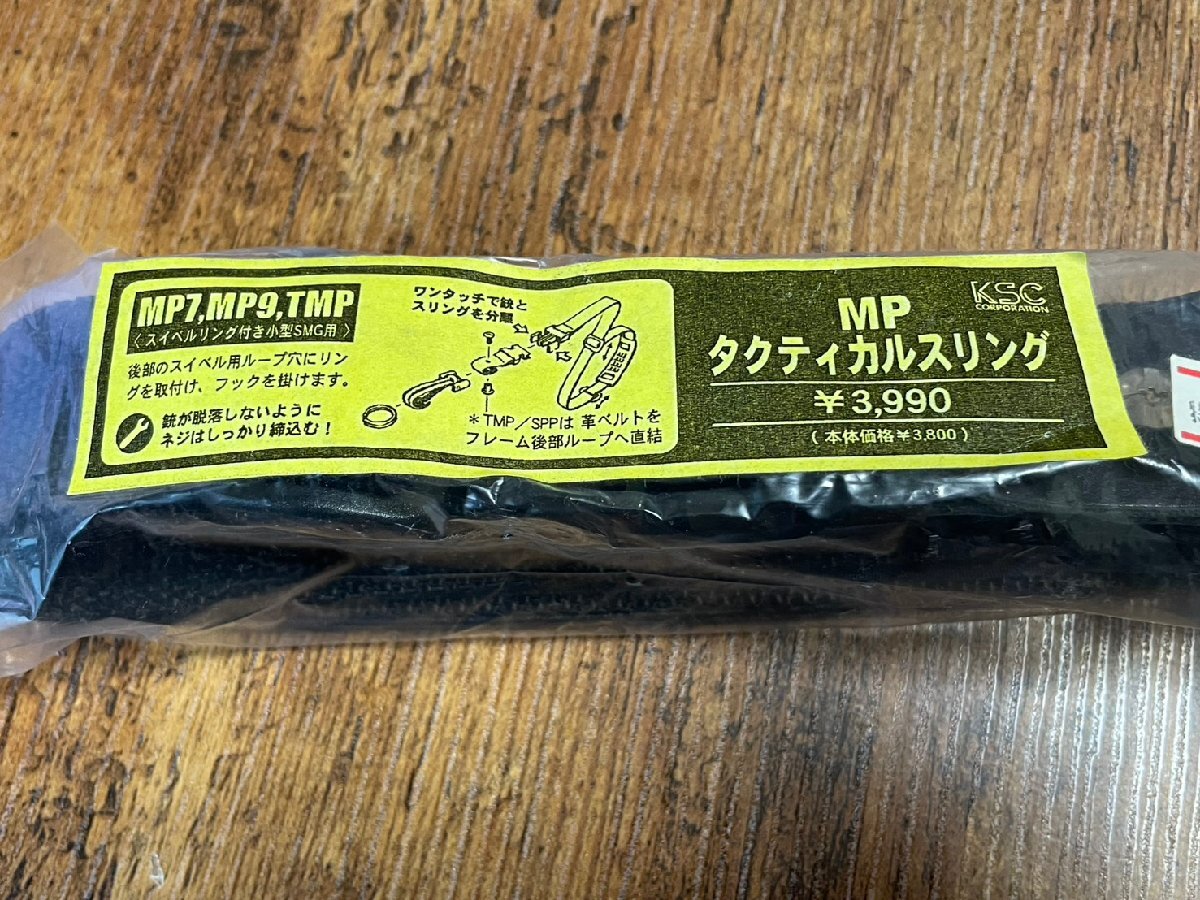 MP7,MP9,TMP
〈スイベルリング付き小型SMG用〉
後部のスイベル用ループ穴にリン
グを取付け、フックを掛けます。
銃が脱落しないように
ネジはしっかり締込む！
ワンタッチで銃と
スリングを分離
＊TMP／SPPは 革ベルトを
フレーム後部ループへ直結
KSC
CORPORATION
MP
タクティカルスリング
￥3,990
（本体価格￥3,800）